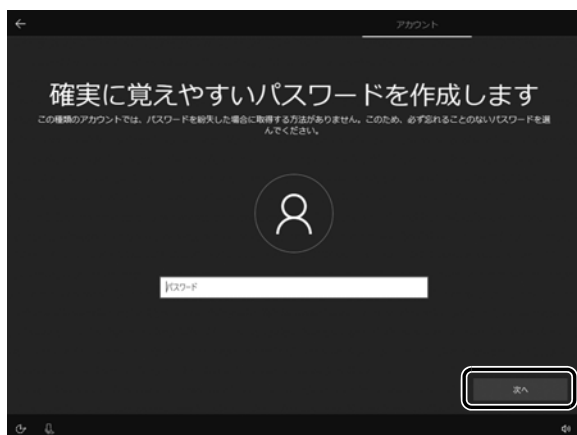 アカウント
確実に覚えやすいパスワードを作成します
この種類のアカウントでは、パスワードを紛失した場合に取得する方法がありません。このため、必ず忘れることのないパスワードを選
んでください。
パスワード
次へ